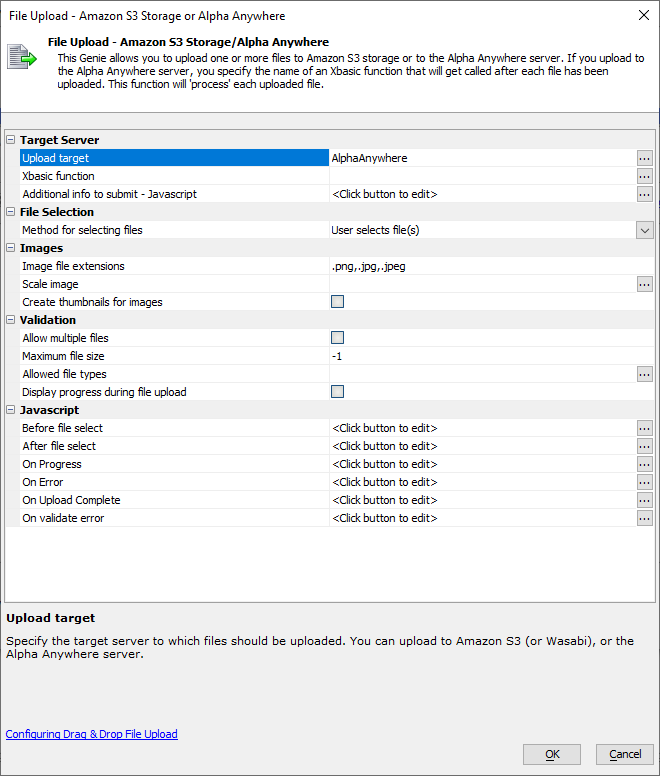 File Upload - Amazon S3 Storage or Alpha Anywhere
File Upload - Amazon S3 Storage/Alpha Anywhere
This Genie allows you to upload one or more files to Amazon S3 storage or to the Alpha Anywhere server. If you upload to
the Alpha Anywhere server, you specify the name of an Xbasic function that will get called after each file has been
uploaded. This function will 'process' each uploaded file.
Target Server
Upload target AlphaAnywhere ...
Xbasic function ...
Additional info to submit - Javascript <Click button to edit> ...
File Selection
Method for selecting files User selects file(s)
Images
Image file extensions .png,.jpg,.jpeg
Scale image ...
Create thumbnails for images
Validation
Allow multiple files
Maximum file size -1
Allowed file types ...
Display progress during file upload
Javascript
Before file select <Click button to edit> ...
After file select <Click button to edit> ...
On Progress <Click button to edit> ...
On Error <Click button to edit> ...
On Upload Complete <Click button to edit> ...
On validate error <Click button to edit> ...
Upload target
Specify the target server to which files should be uploaded. You can upload to Amazon S3 (or Wasabi), or the
Alpha Anywhere server.
Configuring Drag & Drop File Upload
OK Cancel